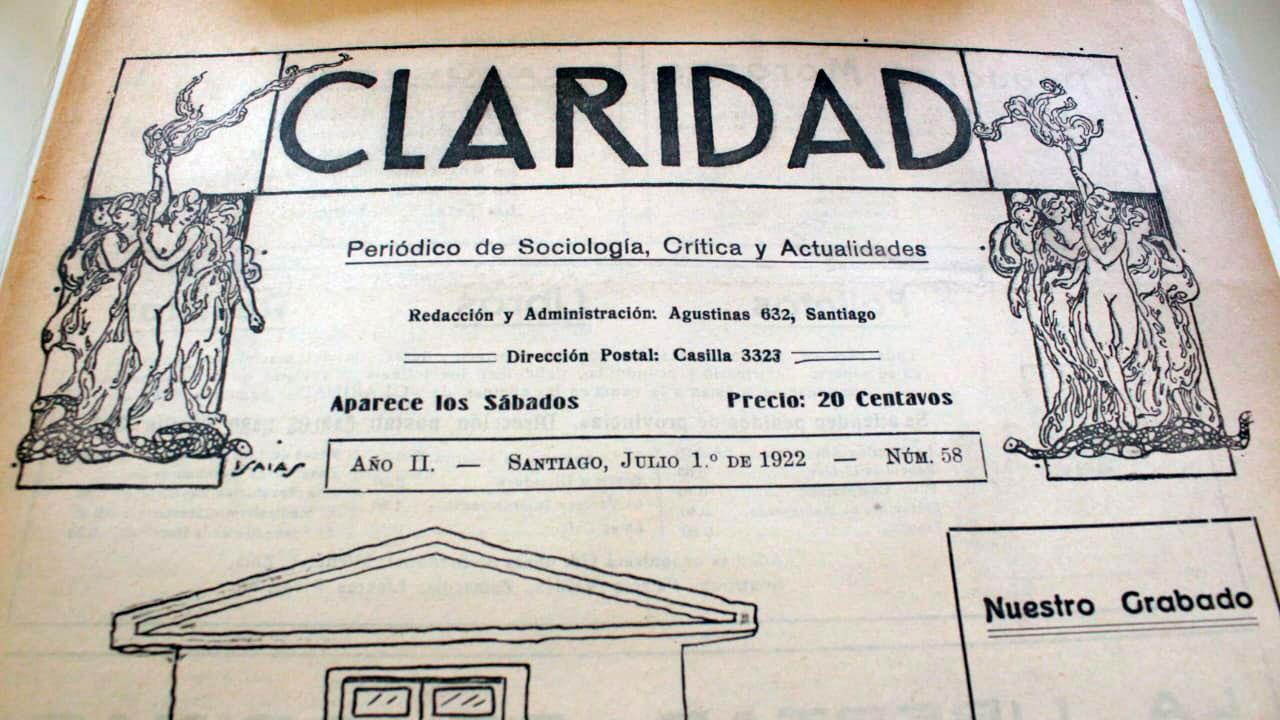 CLARIDAD
Periódico de Sociología, Crítica y Actualidades
Redacción y Administración: Agustinas 632, Santiago
Dirección Postal: Casilla 3323
Aparece los Sábados
Precio: 20 Centavos
ISAIAS
AÑO II. — SANTIAGO, JULIO 1.º DE 1922
NÚM. 58
Nuestro Grabado